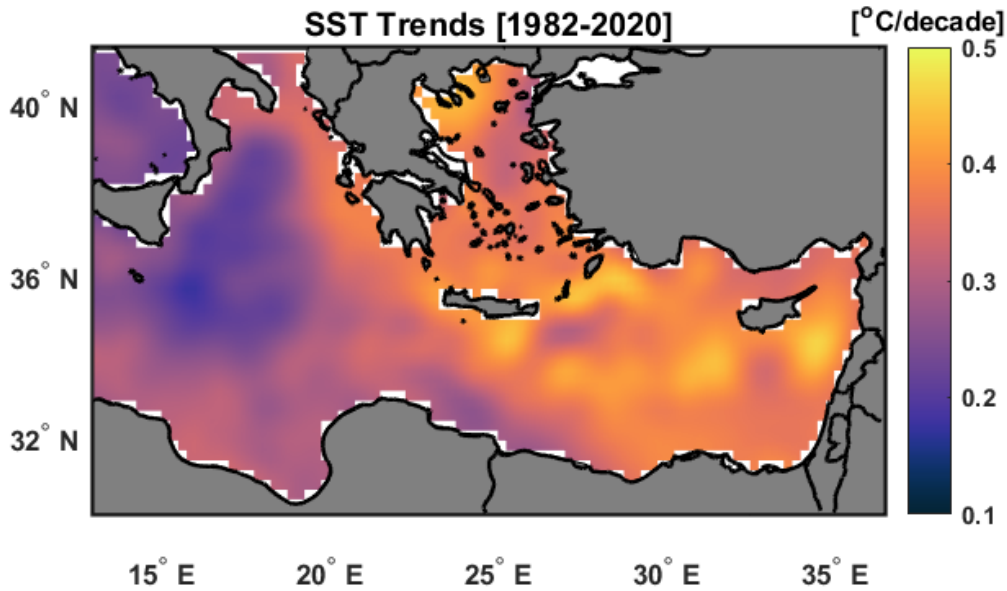 SST Trends [1982-2020]
[°C/decade]
0.5
0.4
0.3
0.2
0.1
40° N
36° N
32° N
15° E
20° E
25° E
30° E
35° E